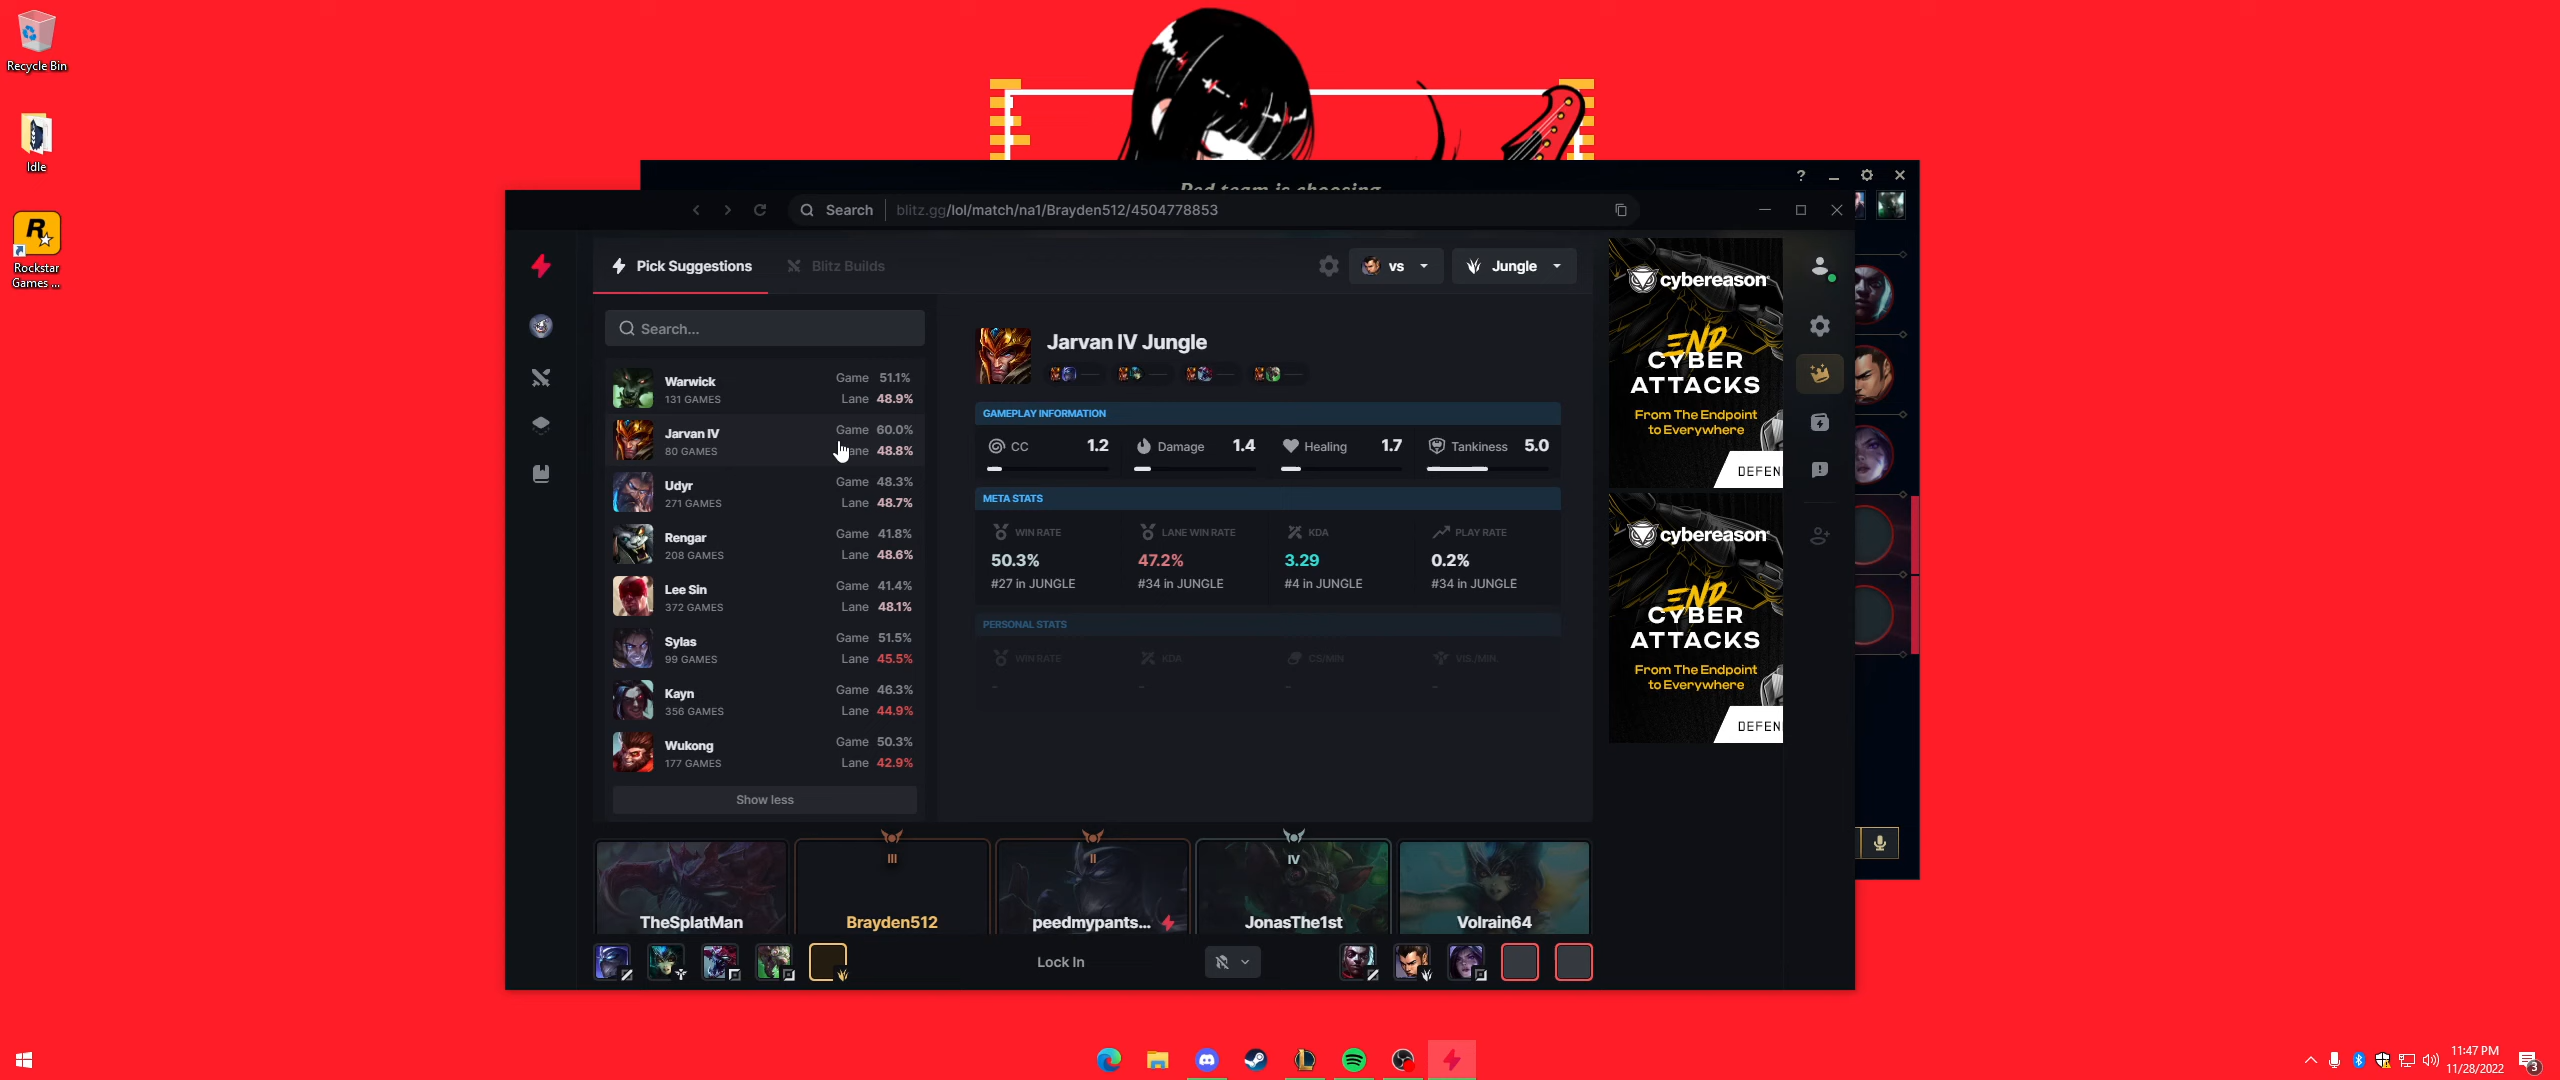 Recycle Bin
Idle
Rockstar
Games ...
Red team is choosing
?
Search
blitz.gg/lol/match/na1/Brayden512/4504778853
Pick Suggestions
Blitz Builds
vs
Jungle
Search...
Warwick
131 GAMES
Game 51.1%
Lane 48.9%
Jarvan IV
80 GAMES
Game 60.0%
ane 48.8%
Udyr
271 GAMES
Game 48.3%
Lane 48.7%
Rengar
208 GAMES
Game 41.8%
Lane 48.6%
Lee Sin
372 GAMES
Game 41.4%
Lane 48.1%
Sylas
99 GAMES
Game 51.5%
Lane 45.5%
Kayn
356 GAMES
Game 46.3%
Lane 44.9%
Wukong
177 GAMES
Game 50.3%
Lane 42.9%
Show less
Jarvan IV Jungle
GAMEPLAY INFORMATION
CC 1.2
Damage 1.4
Healing 1.7
Tankiness 5.0
META STATS
WIN RATE
50.3%
#27 in JUNGLE
LANE WIN RATE
47.2%
#34 in JUNGLE
KDA
3.29
#4 in JUNGLE
PLAY RATE
0.2%
#34 in JUNGLE
PERSONAL STATS
WIN RATE
-
KDA
-
CS/MIN
-
VIS./MIN.
-
cybereason
END
CYBER
ATTACKS
From The Endpoint
to Everywhere
DEFEN
cybereason
END
CYBER
ATTACKS
From The Endpoint
to Everywhere
DEFEN
TheSplatMan
III
Brayden512
II
peedmypants...
IV
JonasThe1st
Volrain64
Lock In
11:47 PM
11/28/2022
3